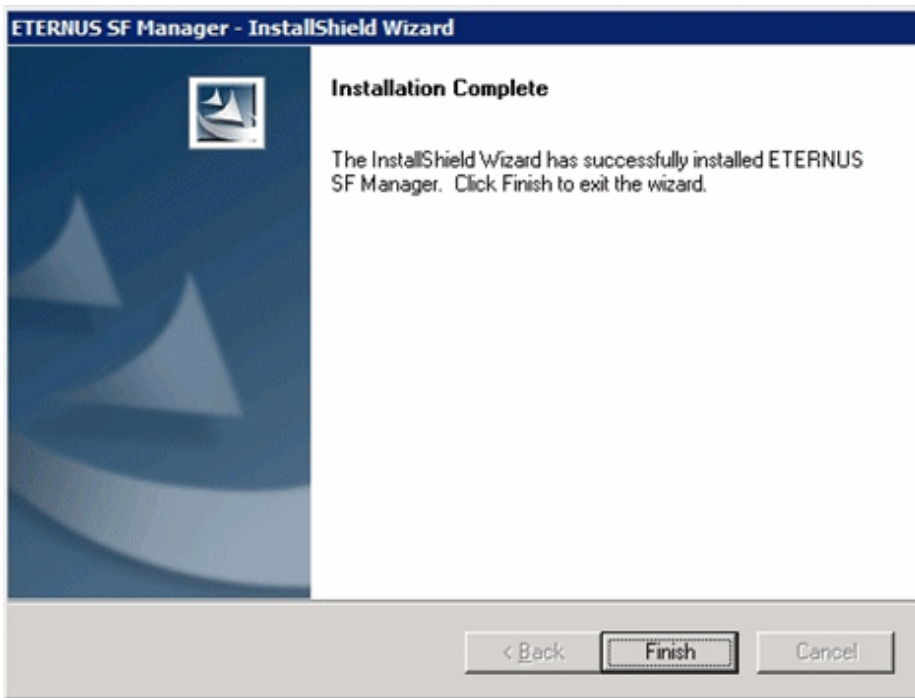 ETERNUS SF Manager - InstallShield Wizard
Installation Complete
The InstallShield Wizard has successfully installed ETERNUS
SF Manager. Click Finish to exit the wizard.
< Back
Finish
Cancel